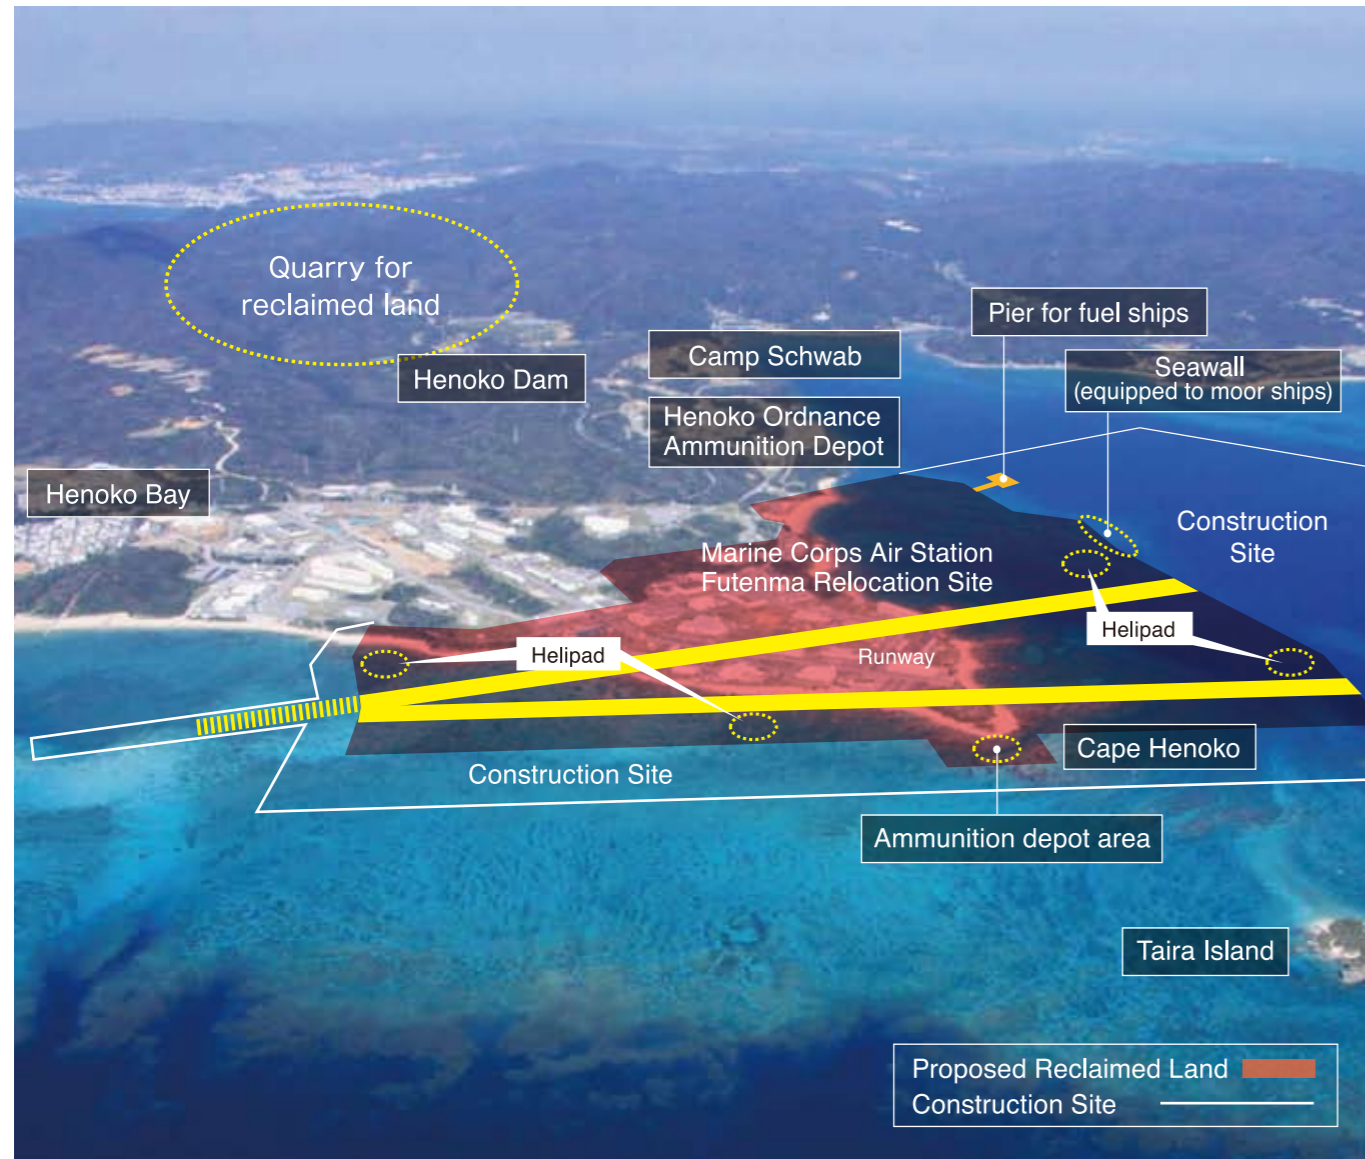 Quarry for
reclaimed land
Pier for fuel ships
Camp Schwab
Seawall
(equipped to moor ships)
Henoko Dam
Henoko Ordnance
Ammunition Depot
Henoko Bay
Construction
Site
Marine Corps Air Station
Futenma Relocation Site
Helipad
Helipad
Runway
Cape Henoko
Construction Site
Ammunition depot area
Taira Island
Proposed Reclaimed Land
Construction Site